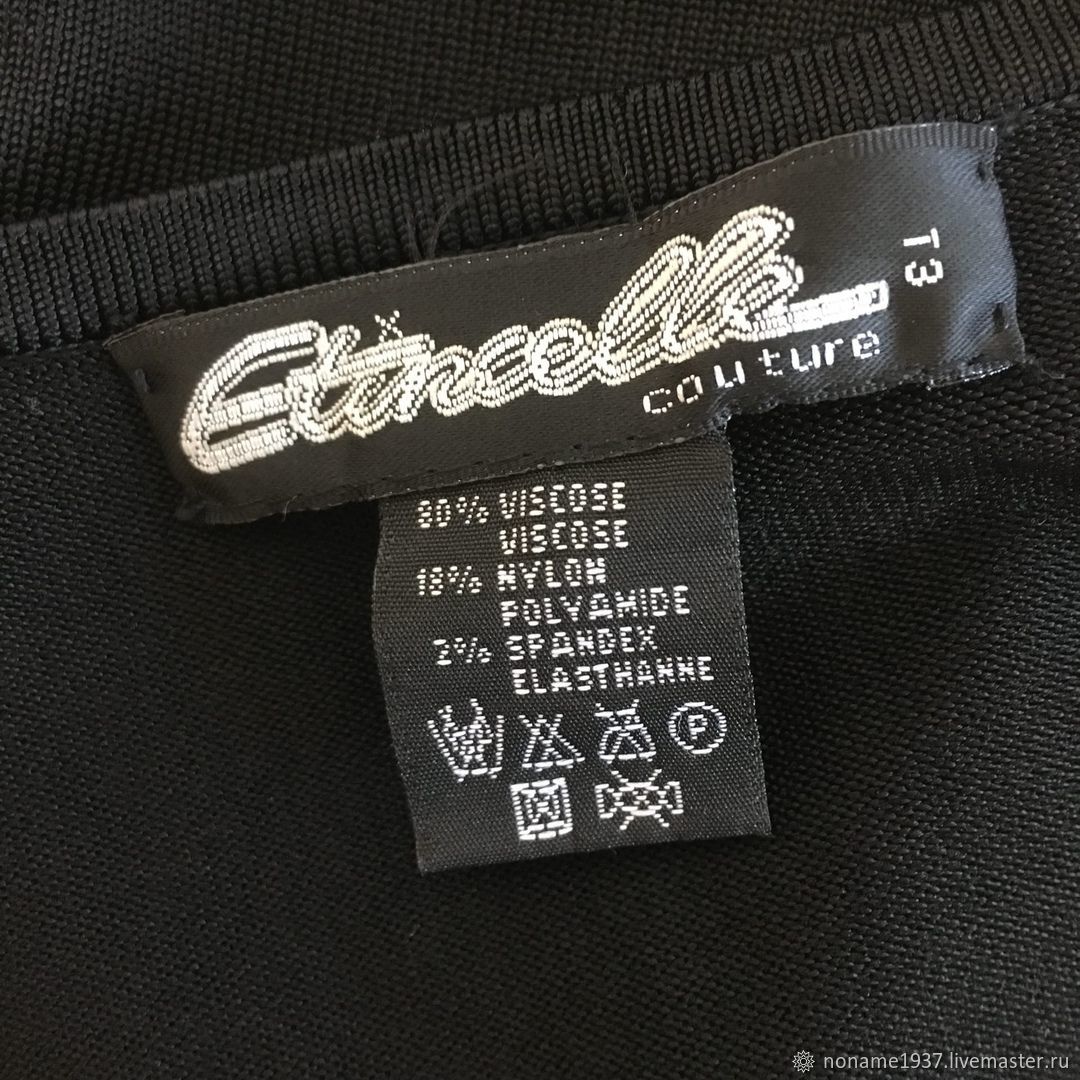 Etincelle
couture
T3
80% VISCOSE
VISCOSE
18% NYLON
POLYAMIDE
2% SPANDEX
ELASTHANNE
P
noname1937.livemaster.ru